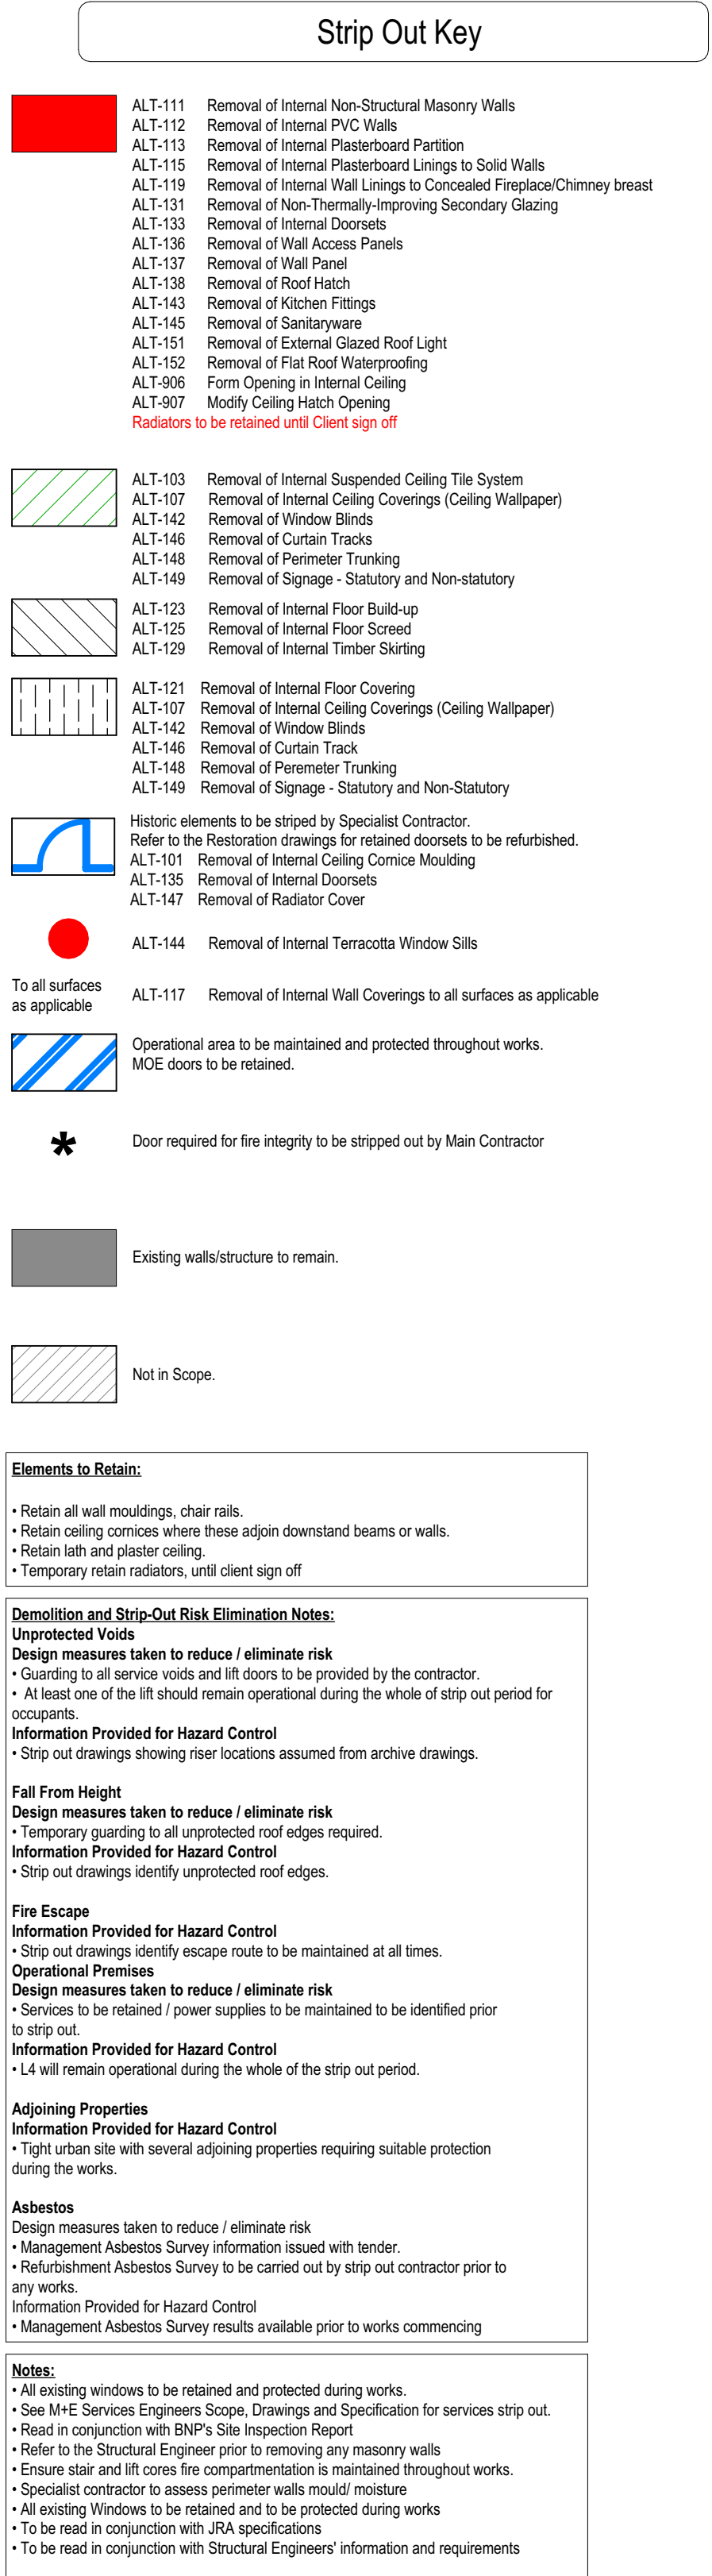 Strip Out Key
ALT-111 Removal of Internal Non-Structural Masonry Walls
ALT-112 Removal of Internal PVC Walls
ALT-113 Removal of Internal Plasterboard Partition
ALT-115 Removal of Internal Plasterboard Linings to Solid Walls
ALT-119 Removal of Internal Wall Linings to Concealed Fireplace/Chimney breast
ALT-131 Removal of Non-Thermally-Improving Secondary Glazing
ALT-133 Removal of Internal Doorsets
ALT-136 Removal of Wall Access Panels
ALT-137 Removal of Wall Panel
ALT-138 Removal of Roof Hatch
ALT-143 Removal of Kitchen Fittings
ALT-145 Removal of Sanitaryware
ALT-151 Removal of External Glazed Roof Light
ALT-152 Removal of Flat Roof Waterproofing
ALT-906 Form Opening in Internal Ceiling
ALT-907 Modify Ceiling Hatch Opening
Radiators to be retained until Client sign off
ALT-103 Removal of Internal Suspended Ceiling Tile System
ALT-107 Removal of Internal Ceiling Coverings (Ceiling Wallpaper)
ALT-142 Removal of Window Blinds
ALT-146 Removal of Curtain Tracks
ALT-148 Removal of Perimeter Trunking
ALT-149 Removal of Signage - Statutory and Non-statutory
ALT-123 Removal of Internal Floor Build-up
ALT-125 Removal of Internal Floor Screed
ALT-129 Removal of Internal Timber Skirting
ALT-121 Removal of Internal Floor Covering
ALT-107 Removal of Internal Ceiling Coverings (Ceiling Wallpaper)
ALT-142 Removal of Window Blinds
ALT-146 Removal of Curtain Track
ALT-148 Removal of Peremeter Trunking
ALT-149 Removal of Signage - Statutory and Non-Statutory
Historic elements to be striped by Specialist Contractor.
Refer to the Restoration drawings for retained doorsets to be refurbished.
ALT-101 Removal of Internal Ceiling Cornice Moulding
ALT-135 Removal of Internal Doorsets
ALT-147 Removal of Radiator Cover
ALT-144 Removal of Internal Terracotta Window Sills
To all surfaces
as applicable
ALT-117 Removal of Internal Wall Coverings to all surfaces as applicable
Operational area to be maintained and protected throughout works.
MOE doors to be retained.
* Door required for fire integrity to be stripped out by Main Contractor
Existing walls/structure to remain.
Not in Scope.
Elements to Retain:
• Retain all wall mouldings, chair rails.
• Retain ceiling cornices where these adjoin downstand beams or walls.
• Retain lath and plaster ceiling.
• Temporary retain radiators, until client sign off
Demolition and Strip-Out Risk Elimination Notes:
Unprotected Voids
Design measures taken to reduce / eliminate risk
• Guarding to all service voids and lift doors to be provided by the contractor.
• At least one of the lift should remain operational during the whole of strip out period for
occupants.
Information Provided for Hazard Control
• Strip out drawings showing riser locations assumed from archive drawings.
Fall From Height
Design measures taken to reduce / eliminate risk
• Temporary guarding to all unprotected roof edges required.
Information Provided for Hazard Control
• Strip out drawings identify unprotected roof edges.
Fire Escape
Information Provided for Hazard Control
• Strip out drawings identify escape route to be maintained at all times.
Operational Premises
Design measures taken to reduce / eliminate risk
• Services to be retained / power supplies to be maintained to be identified prior
to strip out.
Information Provided for Hazard Control
• L4 will remain operational during the whole of the strip out period.
Adjoining Properties
Information Provided for Hazard Control
• Tight urban site with several adjoining properties requiring suitable protection
during the works.
Asbestos
Design measures taken to reduce / eliminate risk
• Management Asbestos Survey information issued with tender.
• Refurbishment Asbestos Survey to be carried out by strip out contractor prior to
any works.
Information Provided for Hazard Control
• Management Asbestos Survey results available prior to works commencing
Notes:
• All existing windows to be retained and protected during works.
• See M+E Services Engineers Scope, Drawings and Specification for services strip out.
• Read in conjunction with BNP's Site Inspection Report
• Refer to the Structural Engineer prior to removing any masonry walls
• Ensure stair and lift cores fire compartmentation is maintained throughout works.
• Specialist contractor to assess perimeter walls mould/ moisture
• All existing Windows to be retained and to be protected during works
• To be read in conjunction with JRA specifications
• To be read in conjunction with Structural Engineers' information and requirements